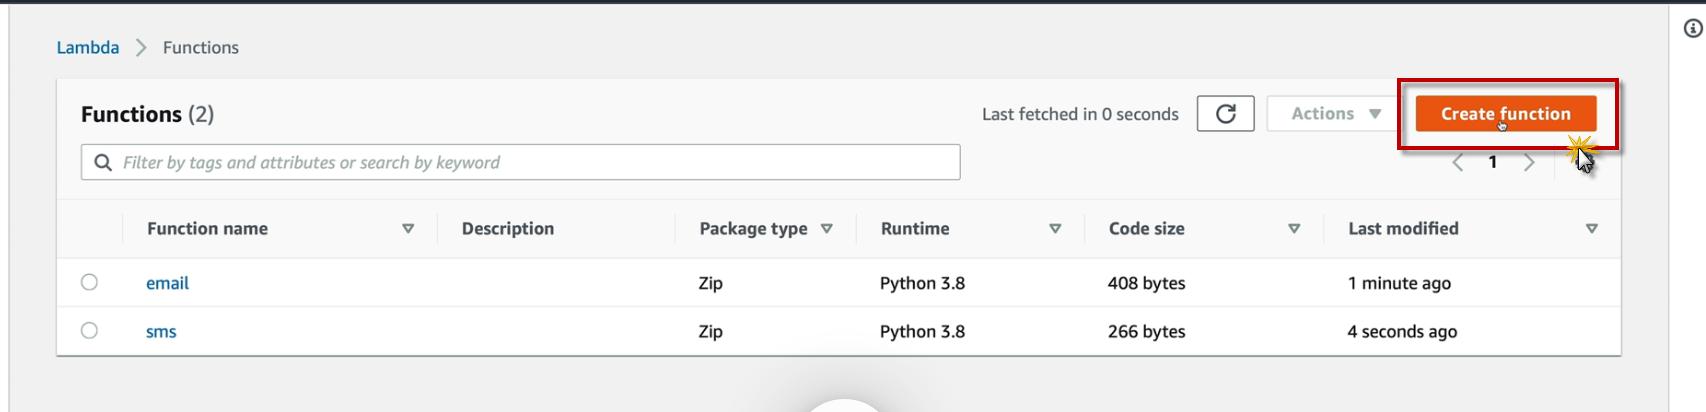 Lambda > Functions
Functions (2) Last fetched in 0 seconds Actions Create function
Filter by tags and attributes or search by keyword
1
Function name Description Package type Runtime Code size Last modified
email Zip Python 3.8 408 bytes 1 minute ago
sms Zip Python 3.8 266 bytes 4 seconds ago